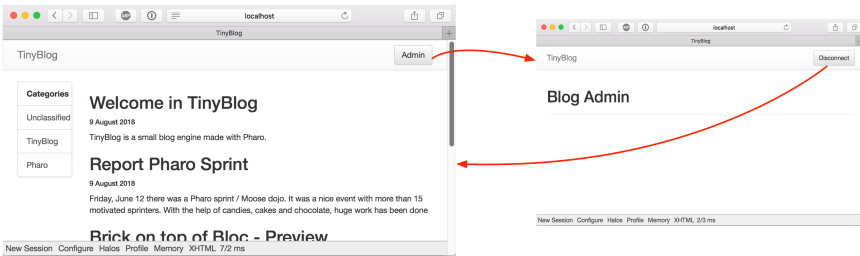 localhost
TinyBlog
TinyBlog
Admin
Categories
Unclassified
TinyBlog
Pharo
Welcome in TinyBlog
9 August 2018
TinyBlog is a small blog engine made with Pharo.
Report Pharo Sprint
9 August 2018
Friday, June 12 there was a Pharo sprint / Moose dojo. It was a nice event with more than 15
motivated sprinters. With the help of candies, cakes and chocolate, huge work has been done
Brick on top of Bloc - Preview
New Session Configure Halos Profile Memory XHTML 7/2 ms
localhost
TinyBlog
TinyBlog
Disconnect
Blog Admin
New Session Configure Halos Profile Memory XHTML 2/3 ms